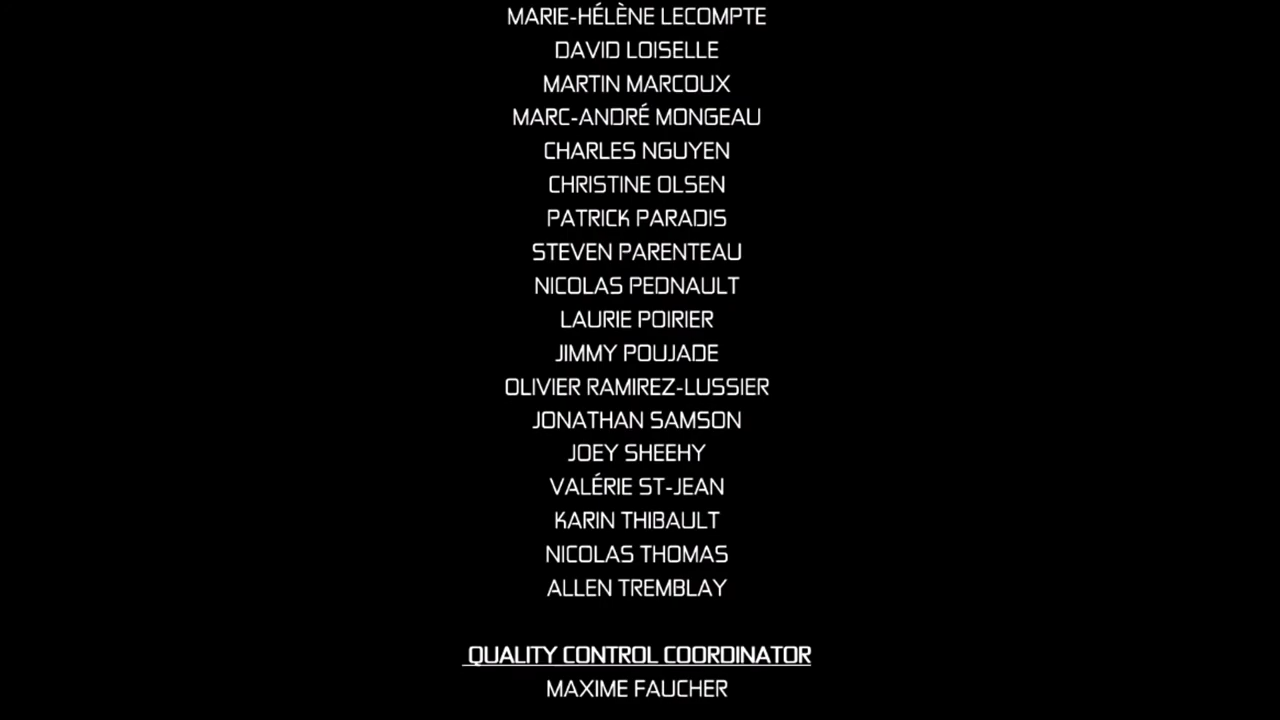 MARIE-HÉLÈNE LECOMPTE
DAVID LOISELLE
MARTIN MARCOUX
MARC-ANDRÉ MONGEAU
CHARLES NGUYEN
CHRISTINE OLSEN
PATRICK PARADIS
STEVEN PARENTEAU
NICOLAS PEDNAULT
LAURIE POIRIER
JIMMY POUJADE
OLIVIER RAMIREZ-LUSSIER
JONATHAN SAMSON
JOEY SHEEHY
VALÉRIE ST-JEAN
KARIN THIBAULT
NICOLAS THOMAS
ALLEN TREMBLAY
QUALITY CONTROL COORDINATOR
MAXIME FAUCHER